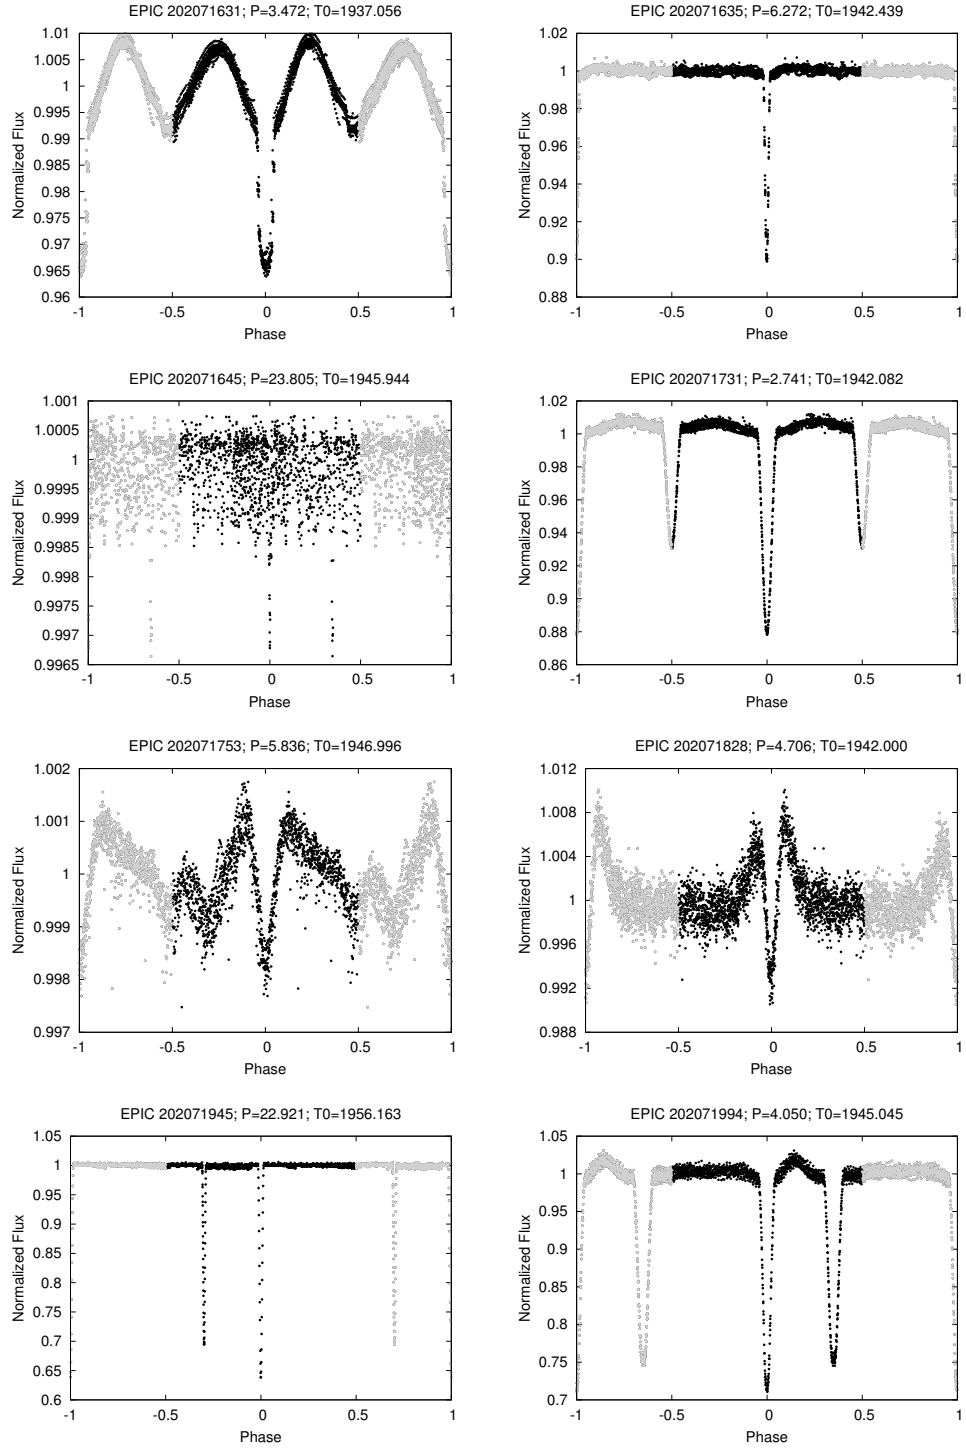 EPIC 202071631; P=3.472; T0=1937.056
1.01
1.005
1
0.995
0.99
0.985
0.98
0.975
0.97
0.965
0.96
Normalized Flux
-1 -0.5 0 0.5 1
Phase
EPIC 202071635; P=6.272; T0=1942.439
1.02
1
0.98
0.96
0.94
0.92
0.9
0.88
Normalized Flux
-1 -0.5 0 0.5 1
Phase
EPIC 202071645; P=23.805; T0=1945.944
1.001
1.0005
1
0.9995
0.999
0.9985
0.998
0.9975
0.997
0.9965
Normalized Flux
-1 -0.5 0 0.5 1
Phase
EPIC 202071731; P=2.741; T0=1942.082
1.02
1
0.98
0.96
0.94
0.92
0.9
0.88
0.86
Normalized Flux
-1 -0.5 0 0.5 1
Phase
EPIC 202071753; P=5.836; T0=1946.996
1.002
1.001
1
0.999
0.998
0.997
Normalized Flux
-1 -0.5 0 0.5 1
Phase
EPIC 202071828; P=4.706; T0=1942.000
1.012
1.008
1.004
1
0.996
0.992
0.988
Normalized Flux
-1 -0.5 0 0.5 1
Phase
EPIC 202071945; P=22.921; T0=1956.163
1.05
1
0.95
0.9
0.85
0.8
0.75
0.7
0.65
0.6
Normalized Flux
-1 -0.5 0 0.5 1
Phase
EPIC 202071994; P=4.050; T0=1945.045
1.05
1
0.95
0.9
0.85
0.8
0.75
0.7
Normalized Flux
-1 -0.5 0 0.5 1
Phase